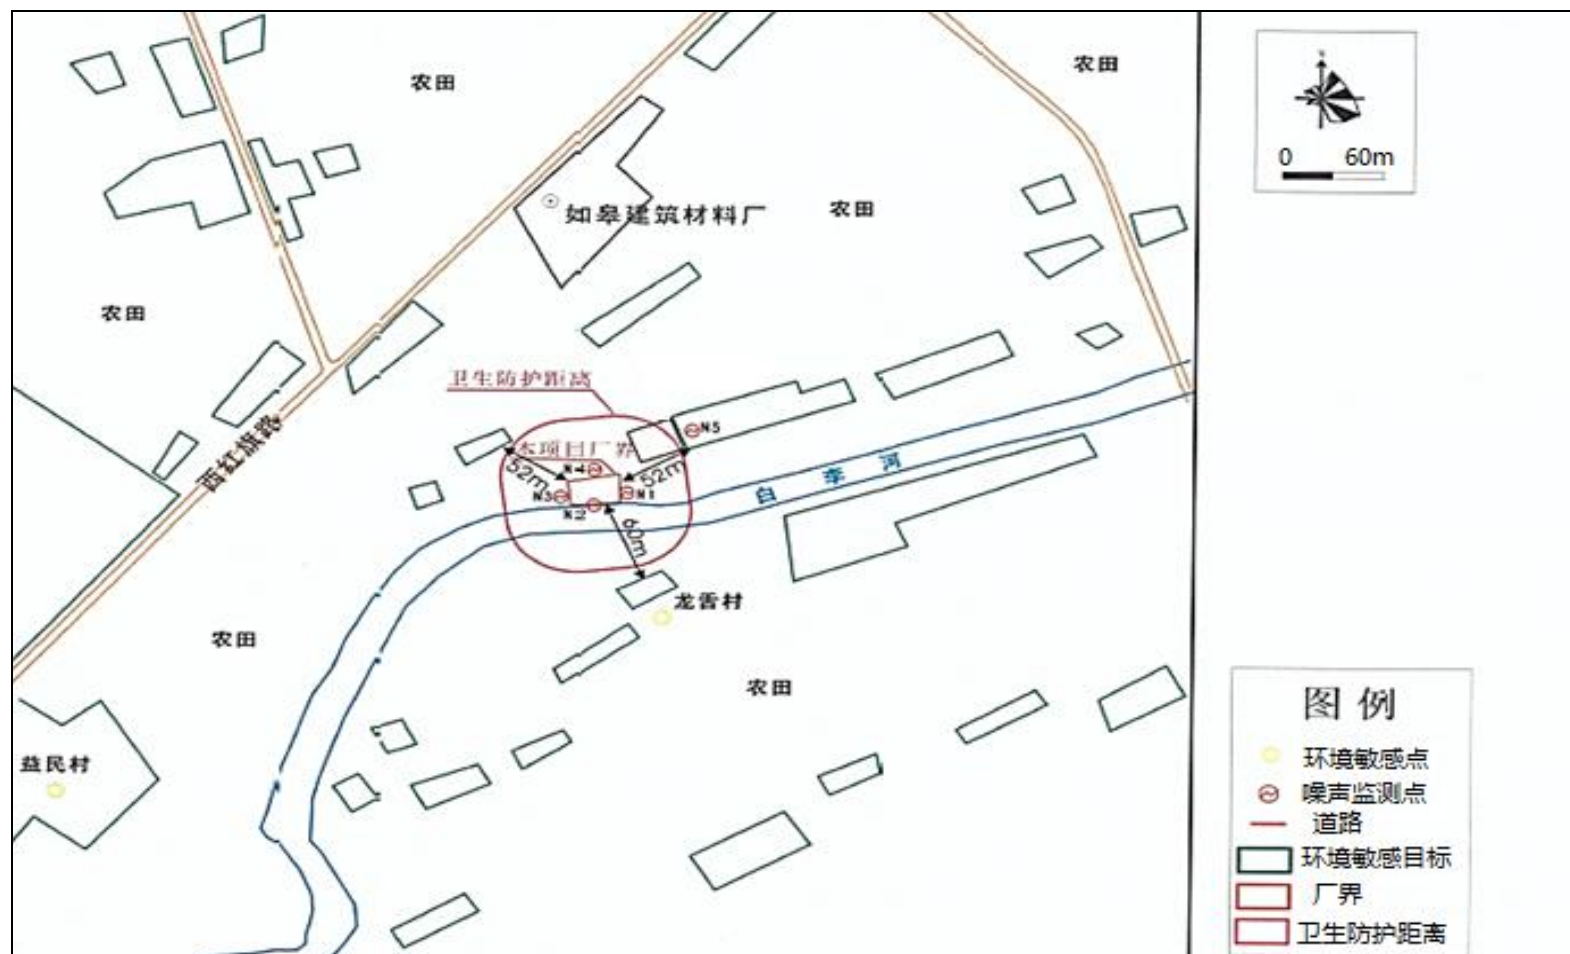 农田
农田
N
0 60m
如皋建筑材料厂
农田
农田
卫生防护距离
西红旗路
N5
本项目厂界
N4
52m
52m
N3
N1
N2
白李河
60m
龙舌村
农田
农田
益民村
图例
环境敏感点
噪声监测点
道路
环境敏感目标
厂界
卫生防护距离